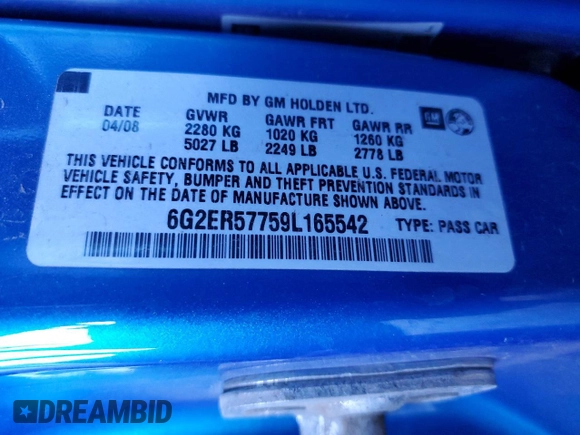 MFD BY GM HOLDEN LTD.
DATE GVWR GAWR FRT GAWR RR GM
04/08 2280 KG 1020 KG 1260 KG
5027 LB 2249 LB 2778 LB
THIS VEHICLE CONFORMS TO ALL APPLICABLE U.S. FEDERAL MOTOR
VEHICLE SAFETY, BUMPER AND THEFT PREVENTION STANDARDS IN
EFFECT ON THE DATE OF MANUFACTURE SHOWN ABOVE.
6G2ER57759L165542 TYPE: PASS CAR
DREAMBID